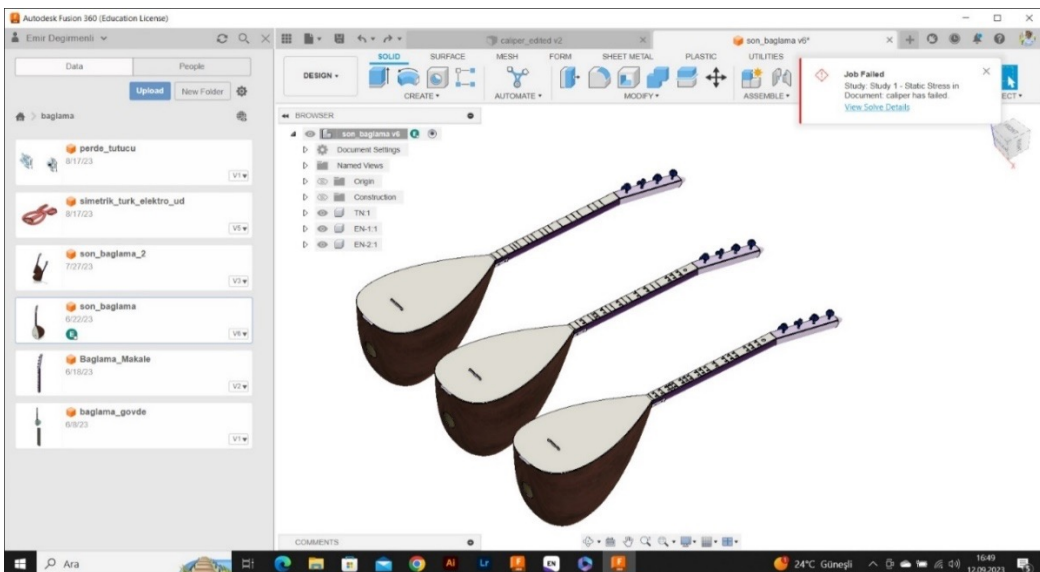 Autodesk Fusion 360 (Education License)
Emir Degirmenli
caliper_edited v2
son_baglama v6*
Data
People
Upload
New Folder
baglama
perde_tutucu
8/17/23
V1
simetrik_turk_elektro_ud
8/17/23
V5
son_baglama_2
7/27/23
V3
son_baglama
6/22/23
V6
Baglama_Makale
6/18/23
V2
baglama_govde
6/8/23
V1
DESIGN
SOLID
SURFACE
MESH
FORM
SHEET METAL
PLASTIC
UTILITIES
CREATE
AUTOMATE
MODIFY
ASSEMBLE
Job Failed
Study: Study 1 - Static Stress in
Document: caliper has failed.
View Solve Details
BROWSER
son_baglama v6
Document Settings
Named Views
Origin
Construction
TN:1
EN-1:1
EN-2:1
COMMENTS
Ara
Ai
Lr
EN
24°C Güneşli
16:49
12.09.2023